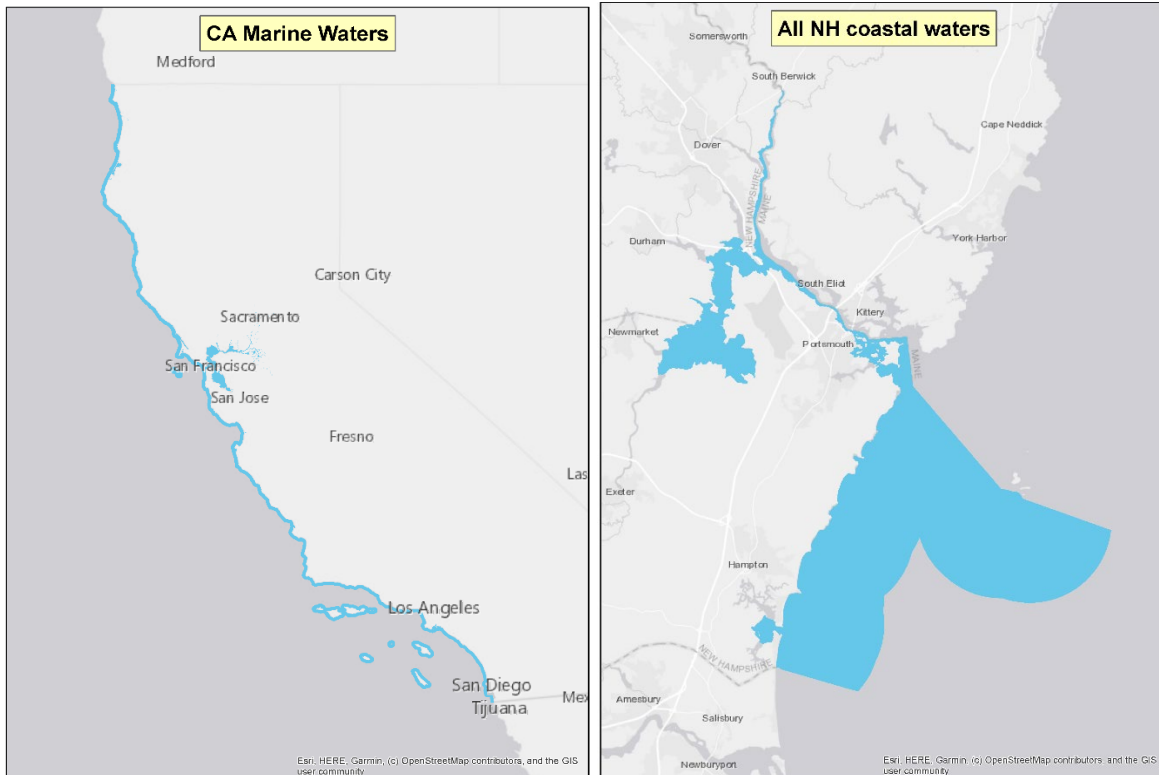 CA Marine Waters
Medford
Carson City
Sacramento
San Francisco
San Jose
Fresno
Las
Los Angeles
San Diego
Tijuana
Mex
Esri, HERE, Garmin, (c) OpenStreetMap contributors, and the GIS
user community
All NH coastal waters
Somersworth
South Berwick
Cape Neddick
Dover
NEW HAMPSHIRE
MAINE
Durham
York Harbor
South Eliot
Kittery
Newmarket
Portsmouth
MAINE
Exeter
Hampton
NEW HAMPSHIRE
Amesbury
Salisbury
Newburyport
Esri, HERE, Garmin, (c) OpenStreetMap contributors, and the GIS
user community